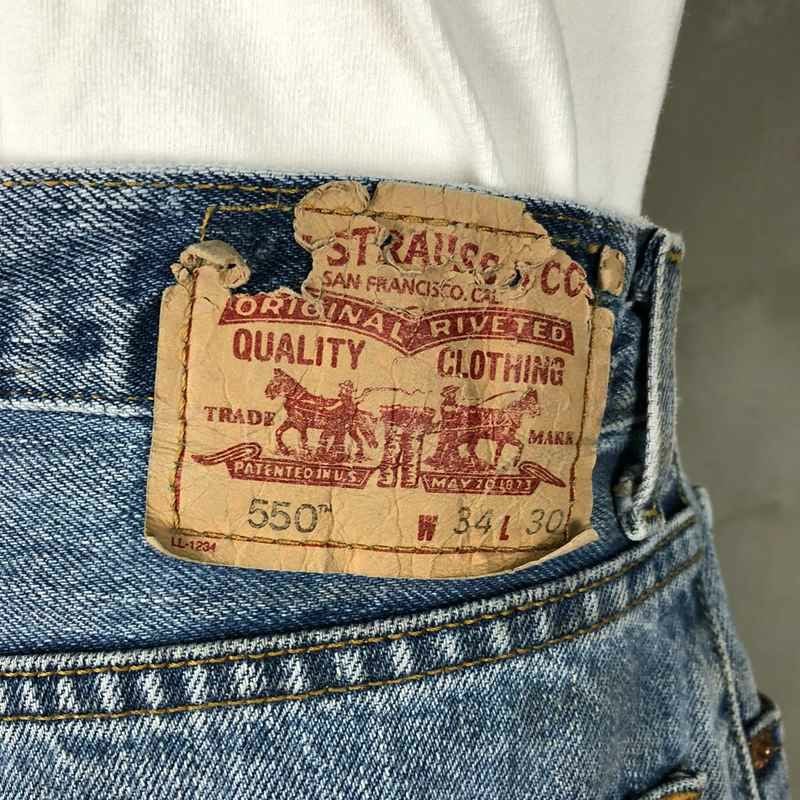 STRAUSS & CO
SAN FRANCISCO. CAL
ORIGINAL RIVETED
QUALITY CLOTHING
TRADE MARK
PATENTED IN U.S. MAY 20 1873
550™ W 34 L 30
LL-1234